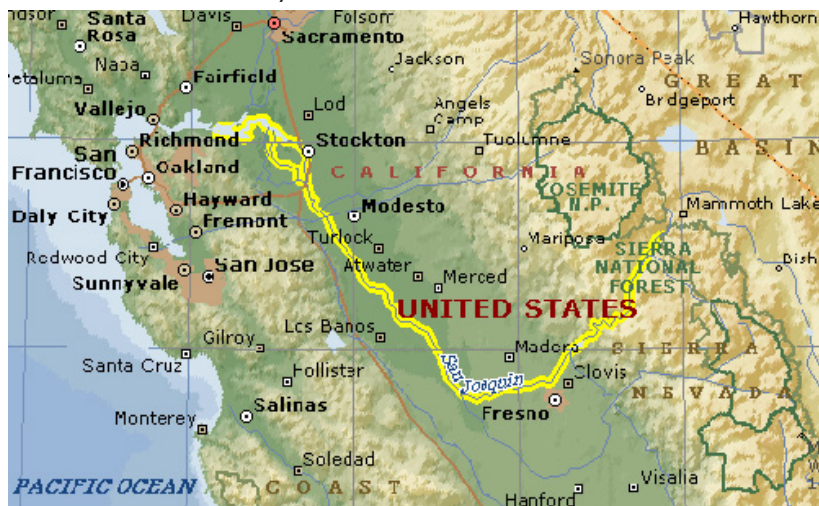 Santa
Rosa
Davis
Folsom
Sacramento
Hawthorn
Napa
Petaluma
Fairfield
Jackson
Sonora Peak
GREAT
Bridgeport
Vallejo
Lod
Angels
Camp
BASIN
Richmond
Stockton
Tuolumne
San
Francisco
Oakland
CALIFORNIA
YOSEMITE
N.P.
Daly City
Hayward
Modesto
Mammoth Lake
Fremont
Turlock
Mariposa
SIERRA
NATIONAL
FOREST
Redwood City
San Jose
Atwater
Bish
Sunnyvale
Merced
UNITED STATES
Gilroy
Los Banos
Santa Cruz
Madera
SIERRA
San Joaquin
Hollister
Clovis
NEVADA
Monterey
Salinas
Fresno
Soledad
PACIFIC OCEAN
COAST
Visalia
Hanford